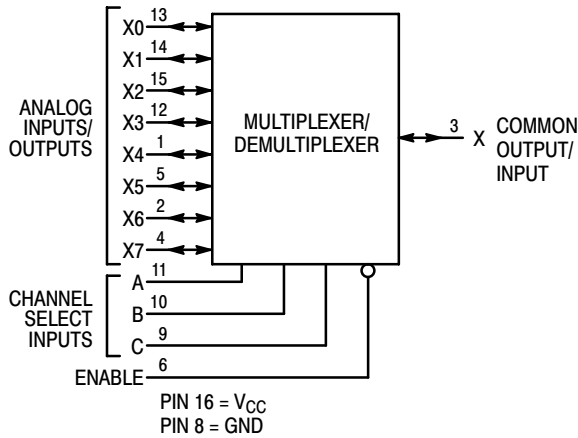 X0 13
X1 14
X2 15
X3 12
X4 1
X5 5
X6 2
X7 4
ANALOG
INPUTS/
OUTPUTS
MULTIPLEXER/
DEMULTIPLEXER
3 X
COMMON
OUTPUT/
INPUT
CHANNEL
SELECT
INPUTS
A 11
B 10
C 9
ENABLE 6
PIN 16 = VCC
PIN 8 = GND